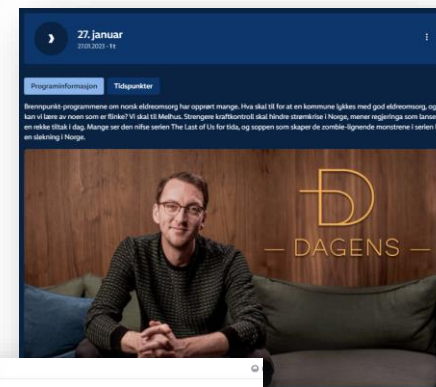 27. januar
27.01.2023 •
Programinformasjon Tidspunkter
Brennpunkt-programmene om norsk eldreomsorg har opprørt mange. Hva skal til for at en kommune lykkes med god eldreomsorg, og
kan vi lære av noen som er flinke? Vi skal til Melhus. Strengere kraftkontroll skal hindre strømkrise i Norge, mener regjeringa som lanser
en rekke tiltak i dag. Mange ser den nifse serien The Last of Us for tida, og soppen som skaper de zombie-lignende monstrene i serien
en slektning i Norge.
D
DAGENS